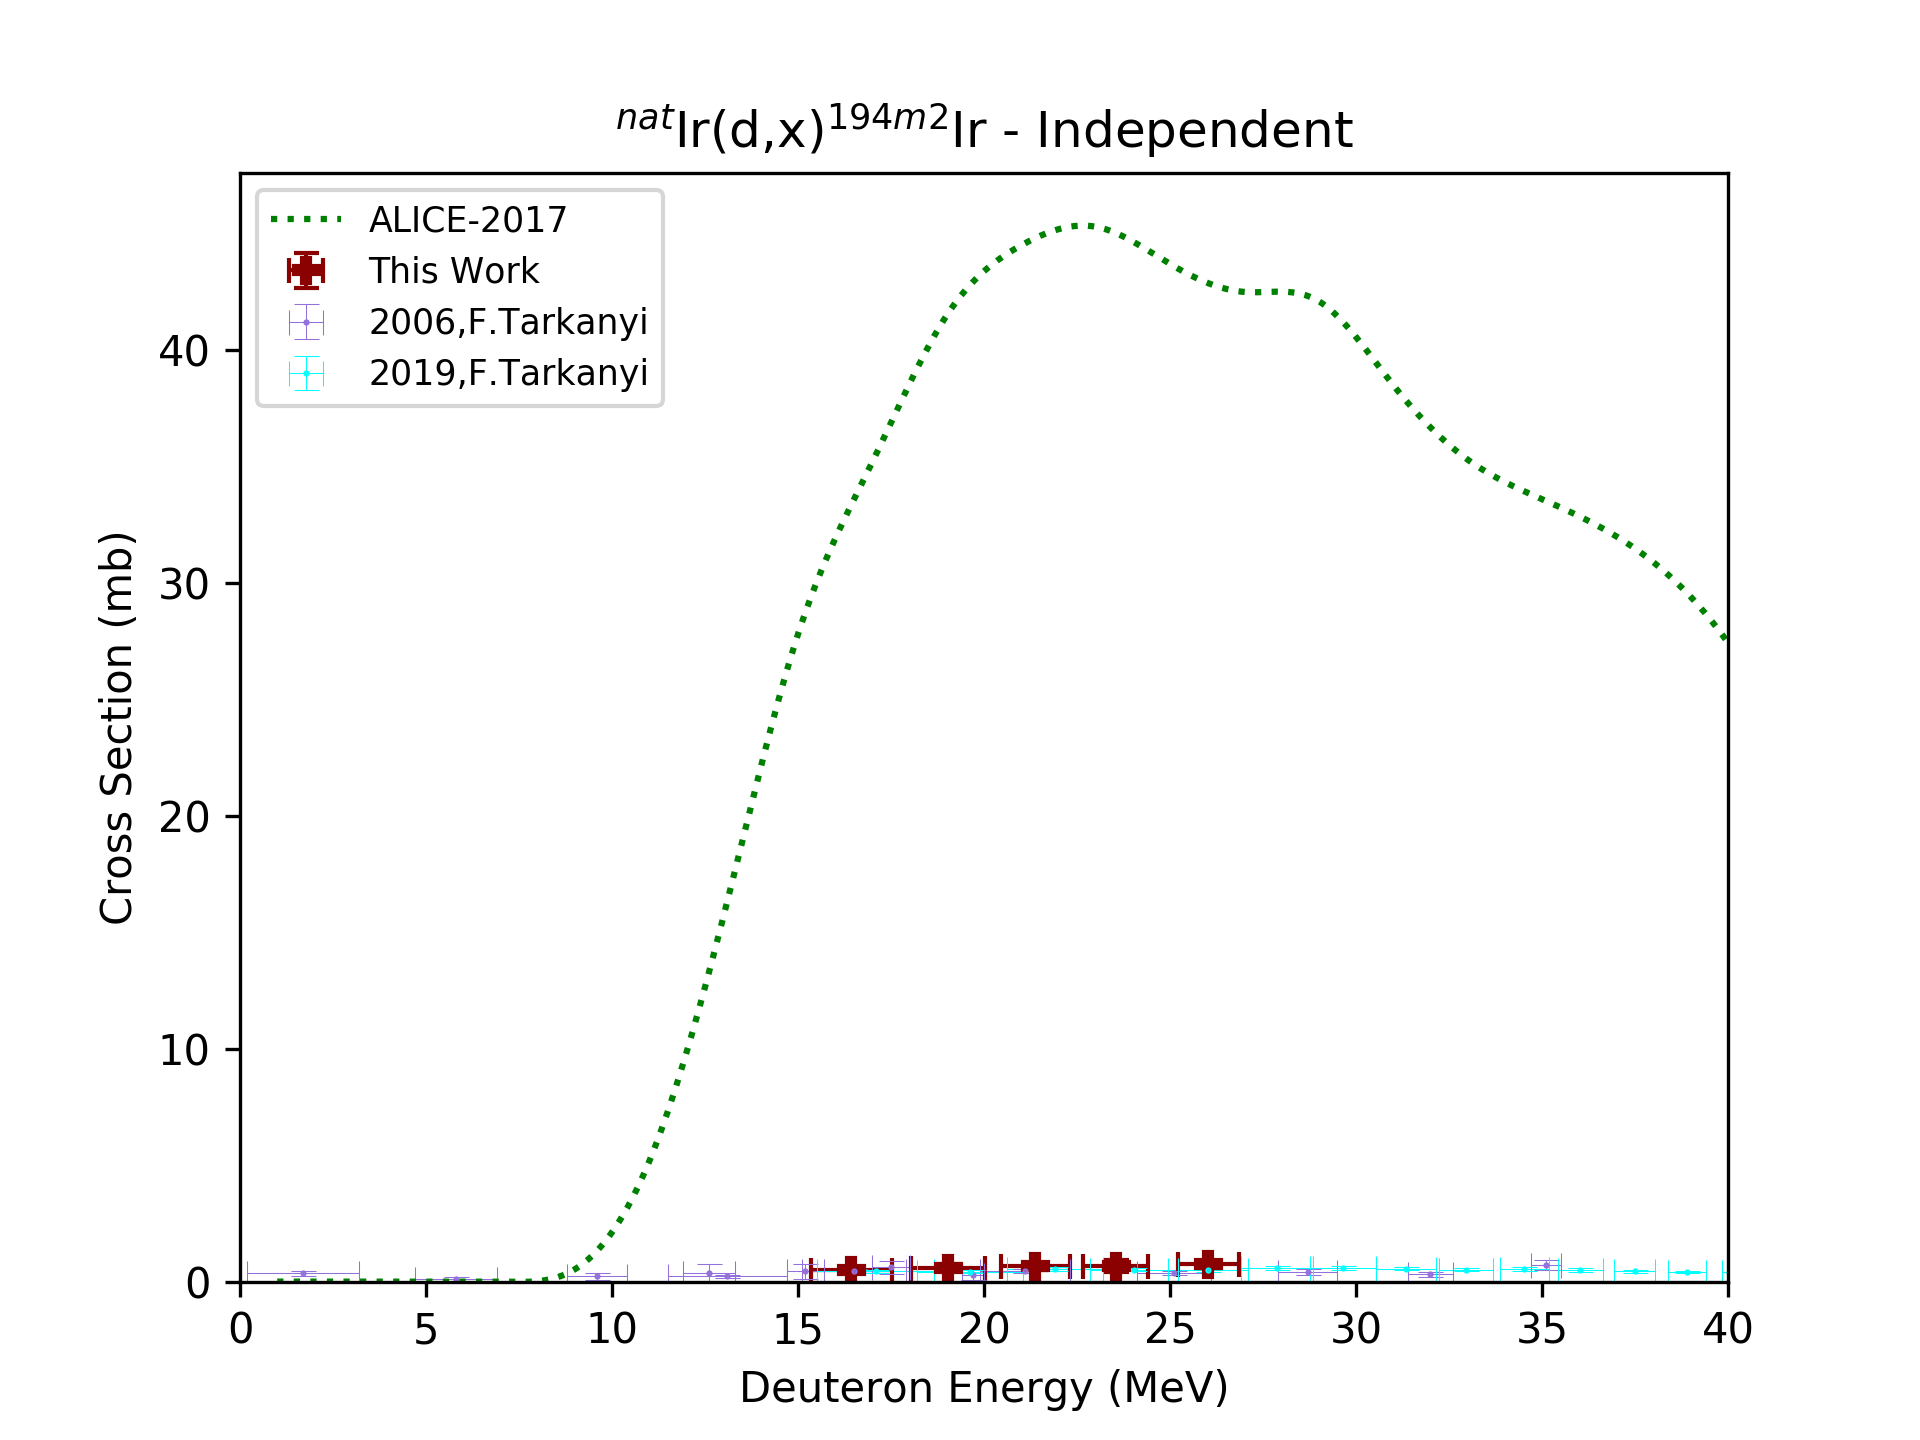 natIr(d,x)194m2Ir - Independent
ALICE-2017
This Work
2006,F.Tarkanyi
2019,F.Tarkanyi
40
30
20
10
0
Cross Section (mb)
0 5 10 15 20 25 30 35 40
Deuteron Energy (MeV)